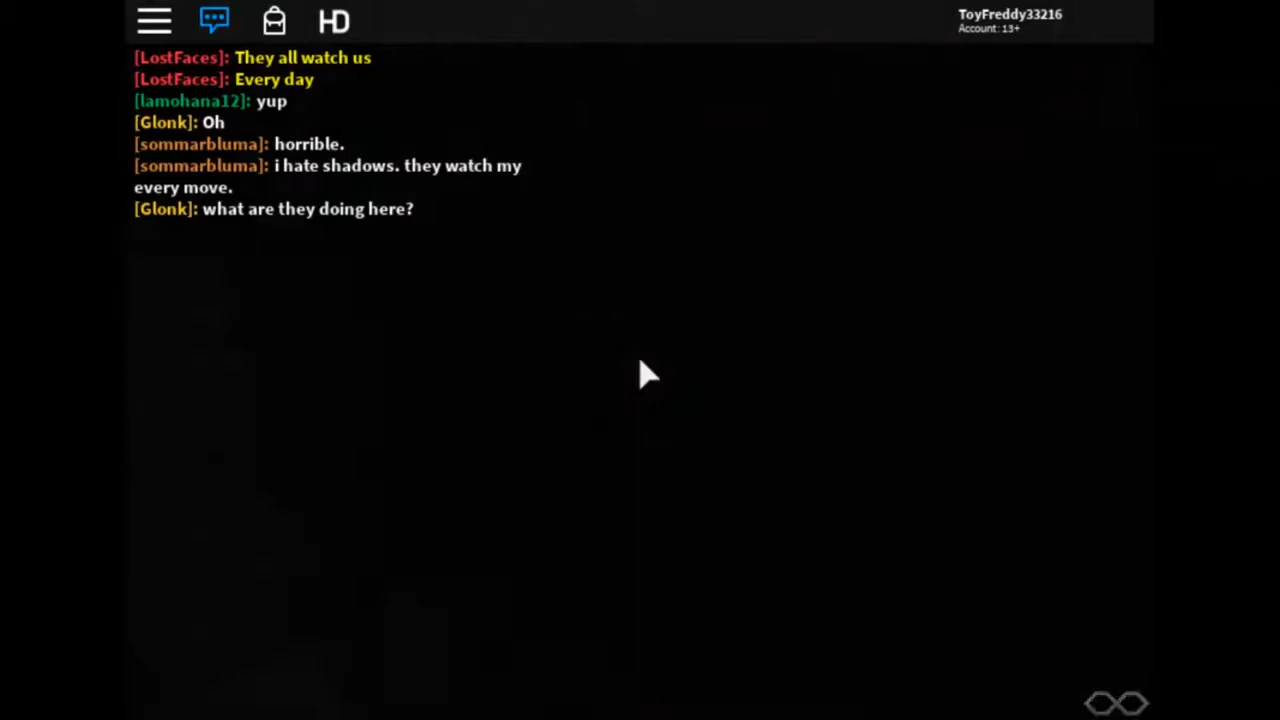 HD
ToyFreddy33216
Account: 13+
[LostFaces]: They all watch us
[LostFaces]: Every day
[lamohana12]: yup
[Glonk]: Oh
[sommarbluma]: horrible.
[sommarbluma]: i hate shadows. they watch my
every move.
[Glonk]: what are they doing here?